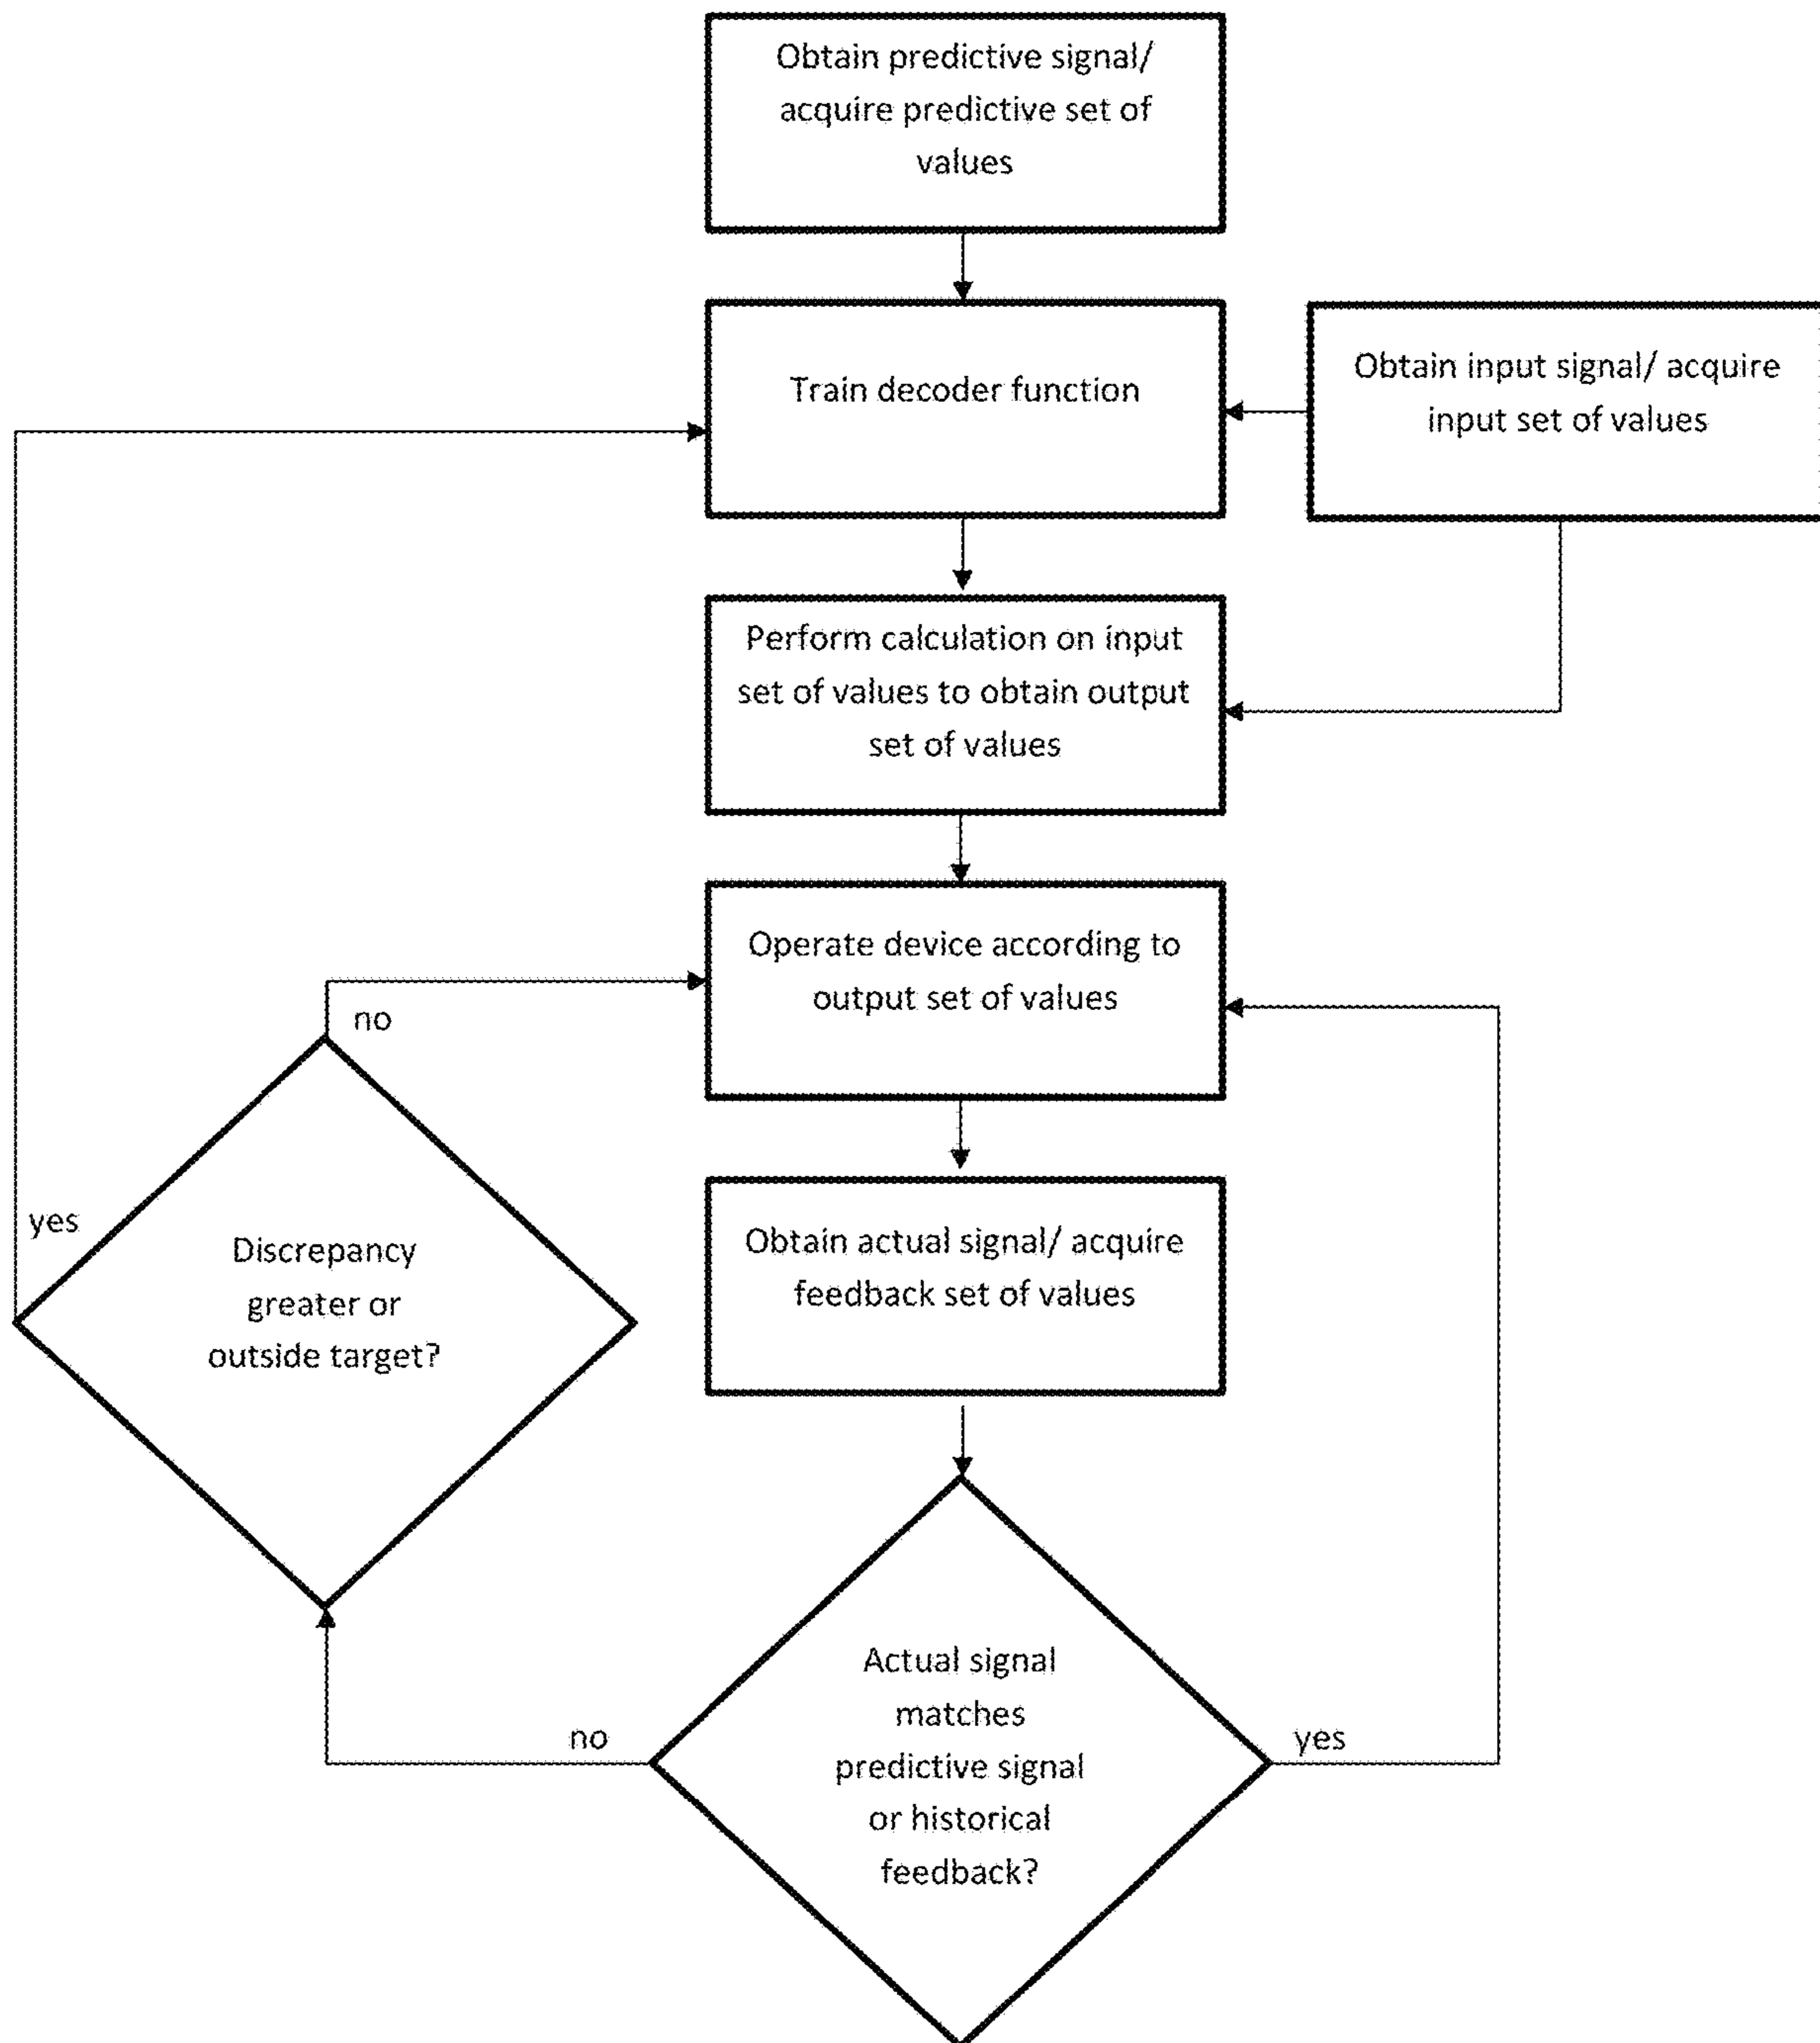 Obtain predictive signal/
acquire predictive set of
values
Train decoder function
Obtain input signal/ acquire
input set of values
Perform calculation on input
set of values to obtain output
set of values
Operate device according to
output set of values
no
yes
Discrepancy
greater or
outside target?
Obtain actual signal/ acquire
feedback set of values
Actual signal
matches
predictive signal
or historical
feedback?
no
yes